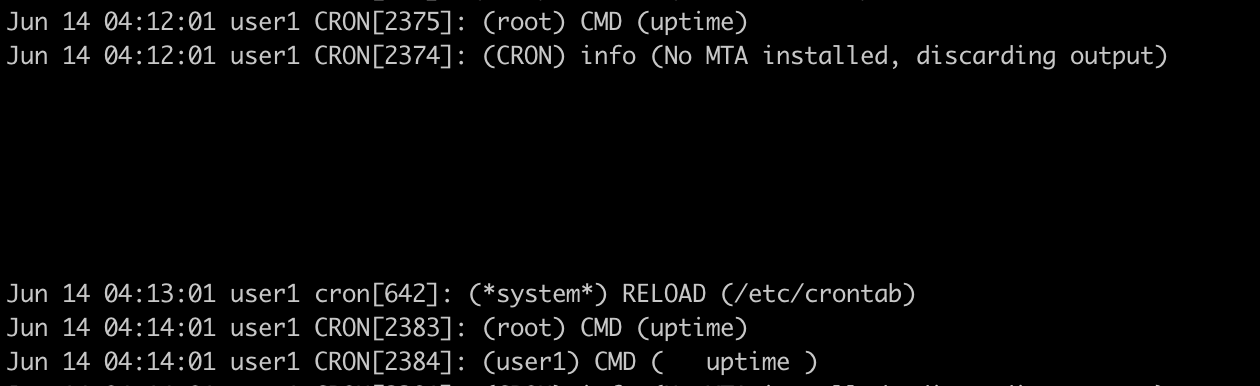 Jun 14 04:12:01 user1 CRON[2375]: (root) CMD (uptime)
Jun 14 04:12:01 user1 CRON[2374]: (CRON) info (No MTA installed, discarding output)
Jun 14 04:13:01 user1 cron[642]: (*system*) RELOAD (/etc/crontab)
Jun 14 04:14:01 user1 CRON[2383]: (root) CMD (uptime)
Jun 14 04:14:01 user1 CRON[2384]: (user1) CMD (   uptime )